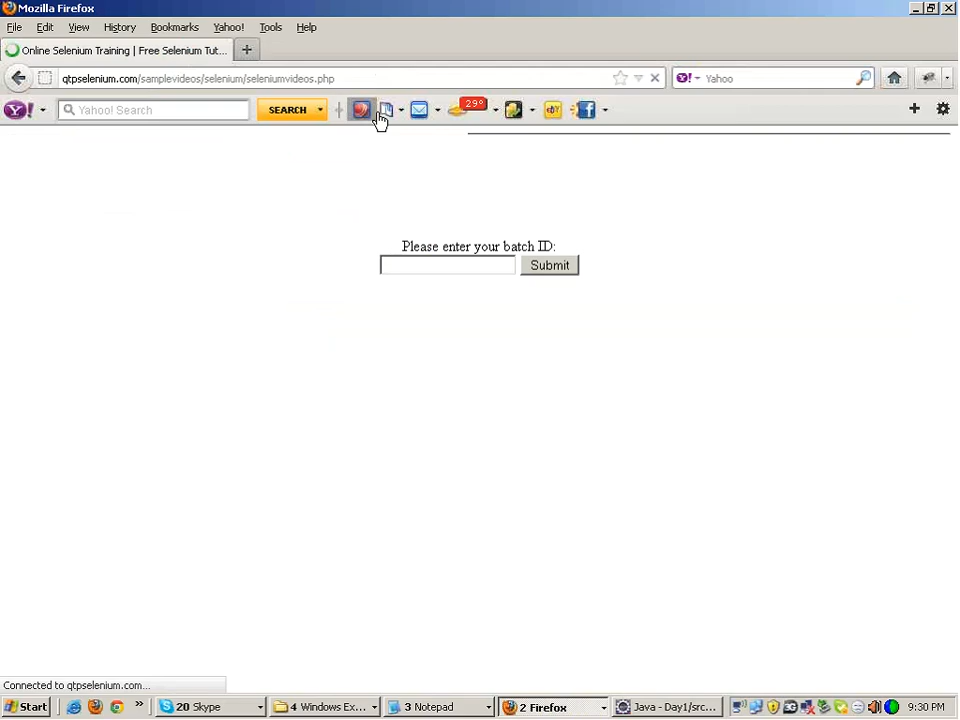 Mozilla Firefox
File Edit View History Bookmarks Yahoo! Tools Help
Online Selenium Training | Free Selenium Tut...
qtpselenium.com/samplevideos/selenium/seleniumvideos.php
Y! Yahoo
Y! Yahoo! Search SEARCH 29° ebY f
Please enter your batch ID:
Submit
Connected to qtpselenium.com...
Start » 20 Skype 4 Windows Ex... 3 Notepad 2 Firefox Java - Day1/src... 9:30 PM